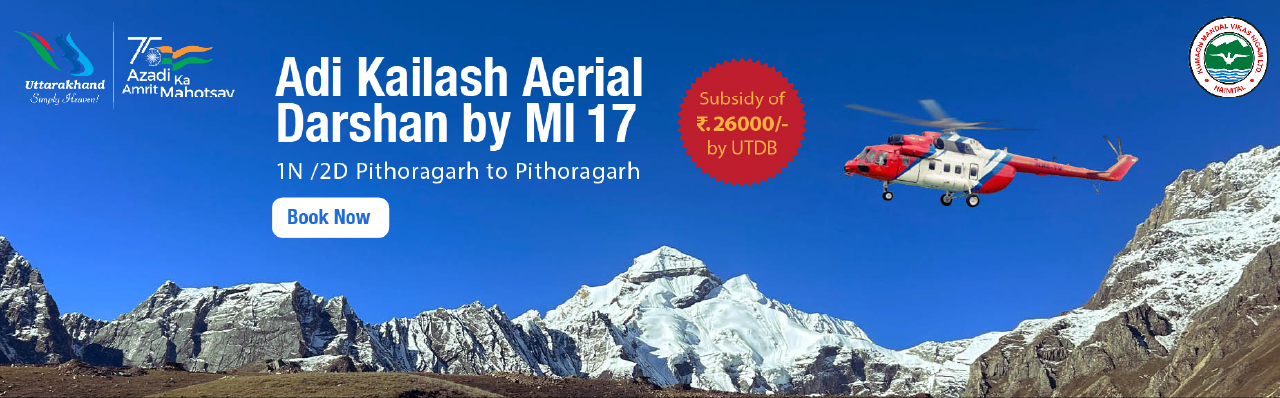 Uttarakhand
Simply Heaven!
75
Azadi Ka
Amrit Mahotsav
Adi Kailash Aerial
Darshan by MI 17
1N /2D Pithoragarh to Pithoragarh
Book Now
Subsidy of
₹. 26000/-
by UTDB
KUMAON MANDAL VIKAS NIGAM LTD.
NAINITAL